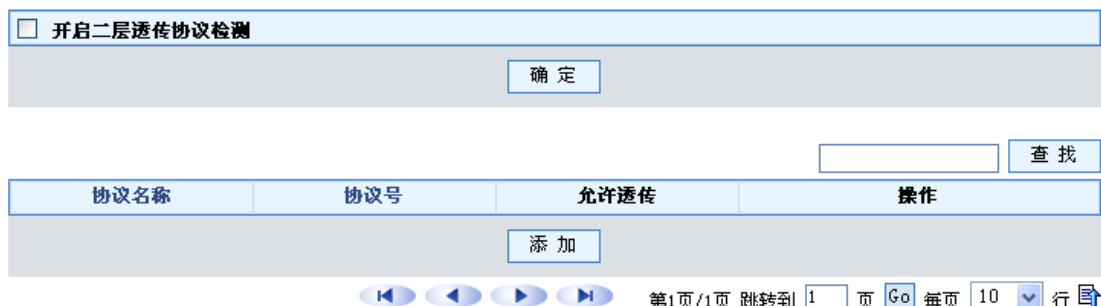 开启二层透传协议检测
确 定
查 找
协议名称 协议号 允许透传 操作
添 加
第1页/1页 跳转到 1 页 Go 每页 10 行